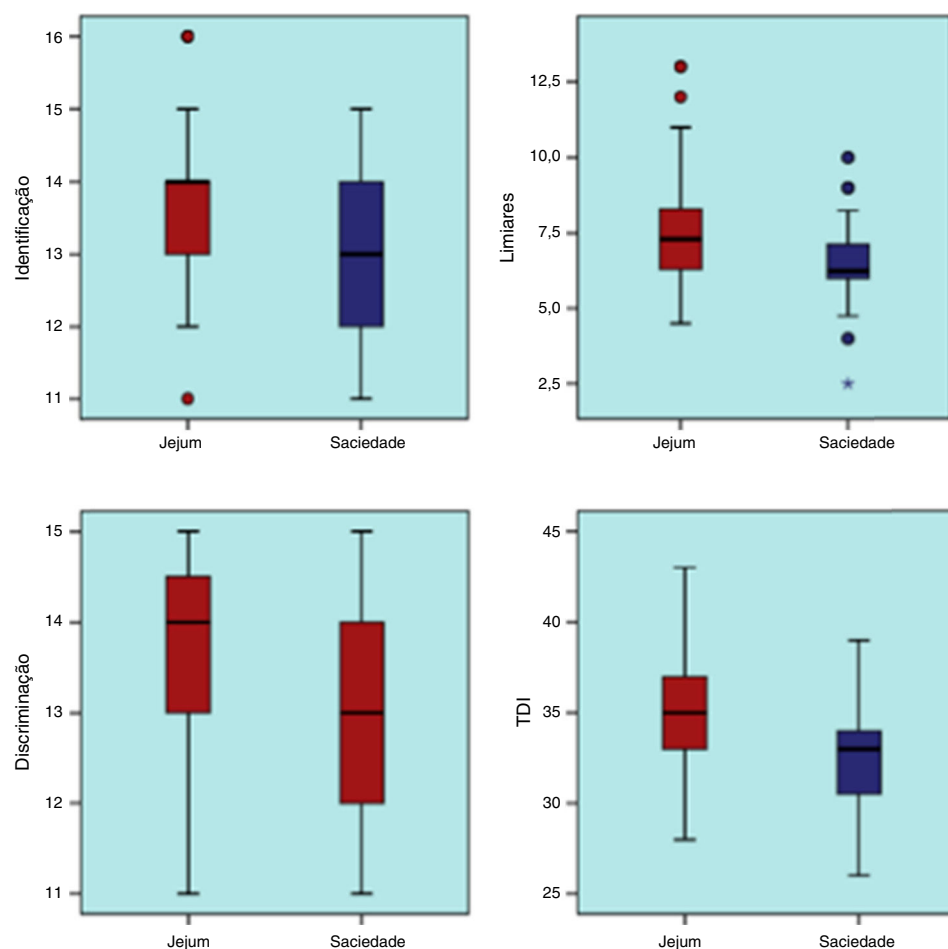 Identificação
16
15
14
13
12
11
Jejum Saciedade
Limiares
12,5
10,0
7,5
5,0
2,5
Jejum Saciedade
Discriminação
15
14
13
12
11
Jejum Saciedade
TDI
45
40
35
30
25
Jejum Saciedade